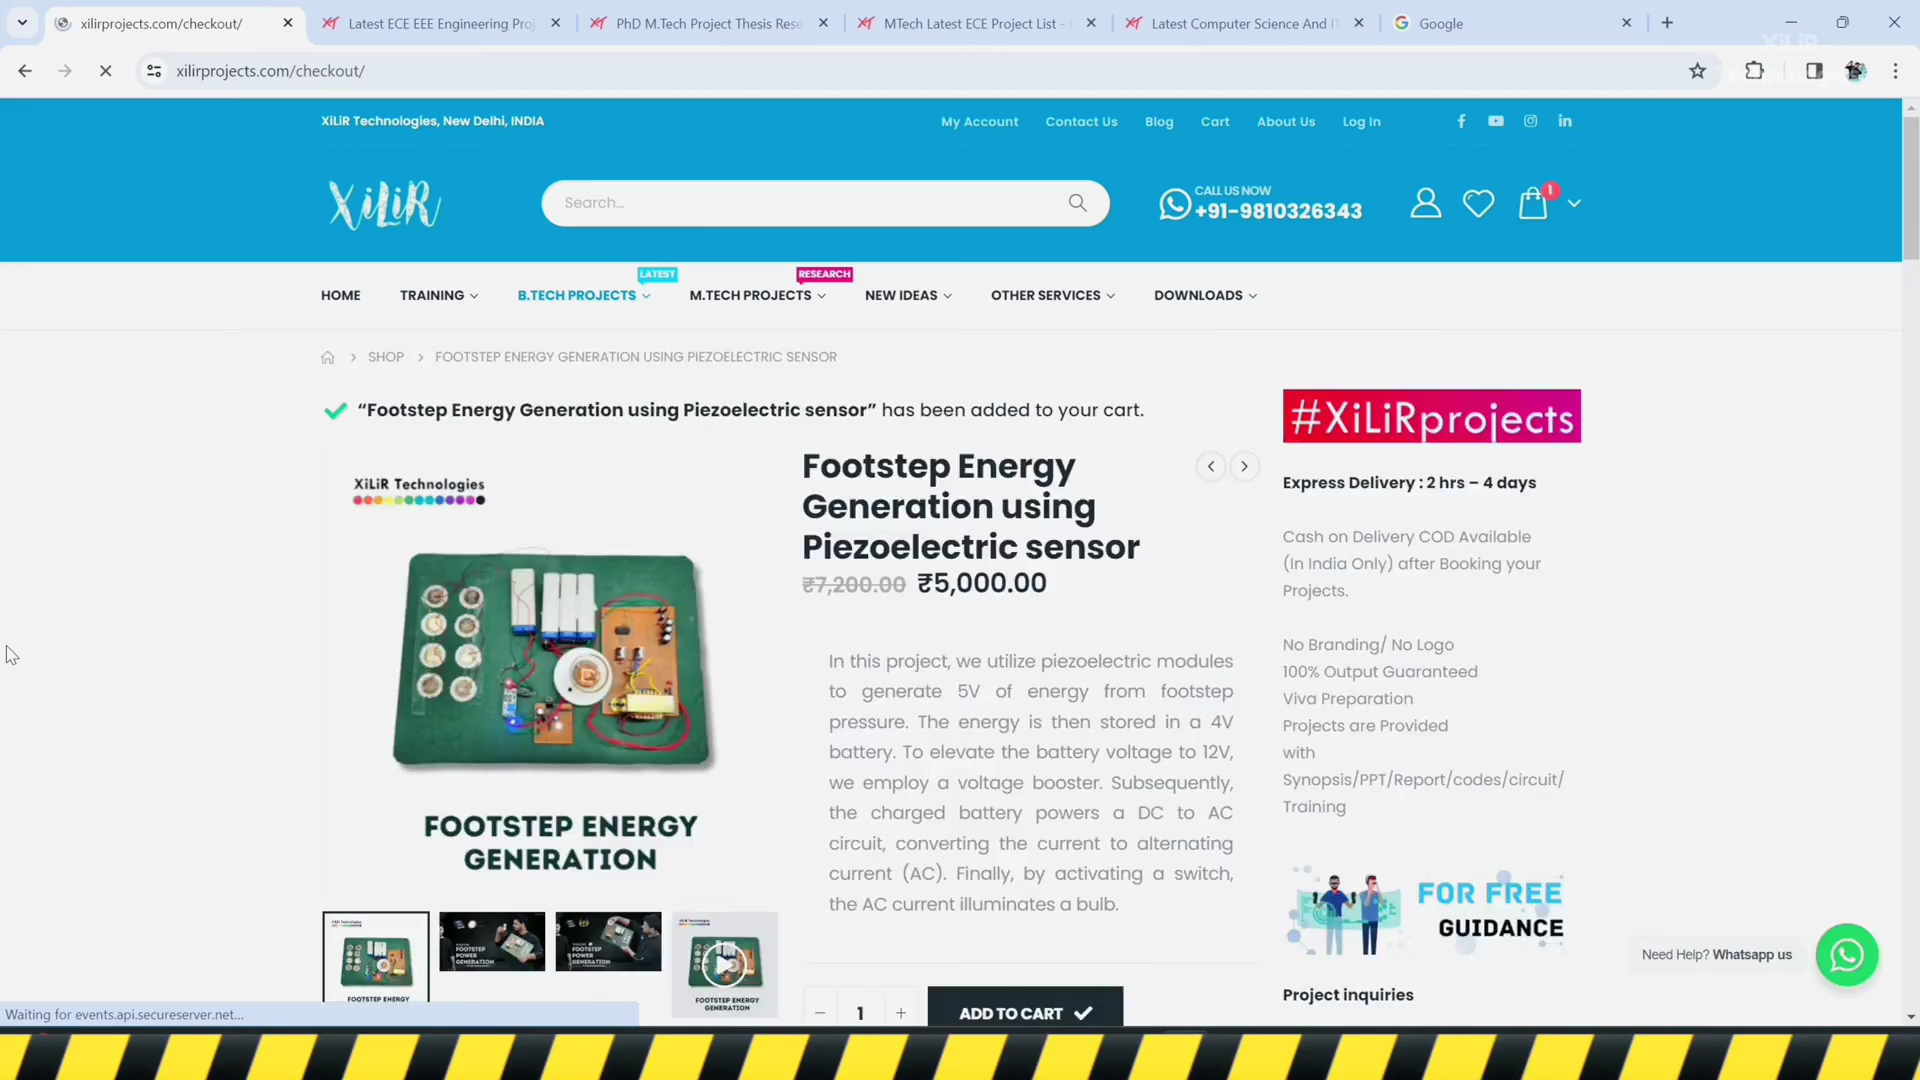 xilirprojects.com/checkout/
Latest ECE EEE Engineering Proj
PhD M.Tech Project Thesis Rese
MTech Latest ECE Project List -
Latest Computer Science And IT
Google
xilirprojects.com/checkout/
XiLiR
XiLiR Technologies, New Delhi, INDIA
My Account
Contact Us
Blog
Cart
About Us
Log In
XiLiR
Search...
CALL US NOW
+91-9810326343
1
LATEST
RESEARCH
HOME
TRAINING
B.TECH PROJECTS
M.TECH PROJECTS
NEW IDEAS
OTHER SERVICES
DOWNLOADS
SHOP
FOOTSTEP ENERGY GENERATION USING PIEZOELECTRIC SENSOR
“Footstep Energy Generation using Piezoelectric sensor” has been added to your cart.
XiLiR Technologies
FOOTSTEP ENERGY
GENERATION
Footstep Energy
Generation using
Piezoelectric sensor
₹7,200.00 ₹5,000.00
In this project, we utilize piezoelectric modules
to generate 5V of energy from footstep
pressure. The energy is then stored in a 4V
battery. To elevate the battery voltage to 12V,
we employ a voltage booster. Subsequently,
the charged battery powers a DC to AC
circuit, converting the current to alternating
current (AC). Finally, by activating a switch,
the AC current illuminates a bulb.
1
ADD TO CART
#XiLiRprojects
Express Delivery : 2 hrs – 4 days
Cash on Delivery COD Available
(In India Only) after Booking your
Projects.
No Branding/ No Logo
100% Output Guaranteed
Viva Preparation
Projects are Provided
with
Synopsis/PPT/Report/codes/circuit/
Training
FOR FREE
GUIDANCE
Project inquiries
Need Help? Whatsapp us
FOOTSTEP ENERGY
FOOTSTEP
POWER
GENERATION
FOOTSTEP
POWER
GENERATION
FOOTSTEP ENERGY
GENERATION
Waiting for events.api.secureserver.net...